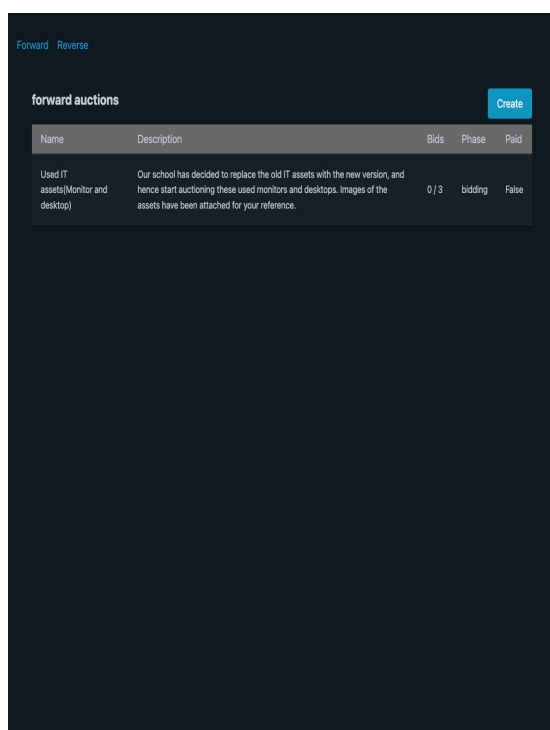 Forward Reverse
forward auctions
Create
Name Description Bids Phase Paid
Used IT
assets(Monitor and
desktop)
Our school has decided to replace the old IT assets with the new version, and
hence start auctioning these used monitors and desktops. Images of the
assets have been attached for your reference.
0 / 3 bidding False